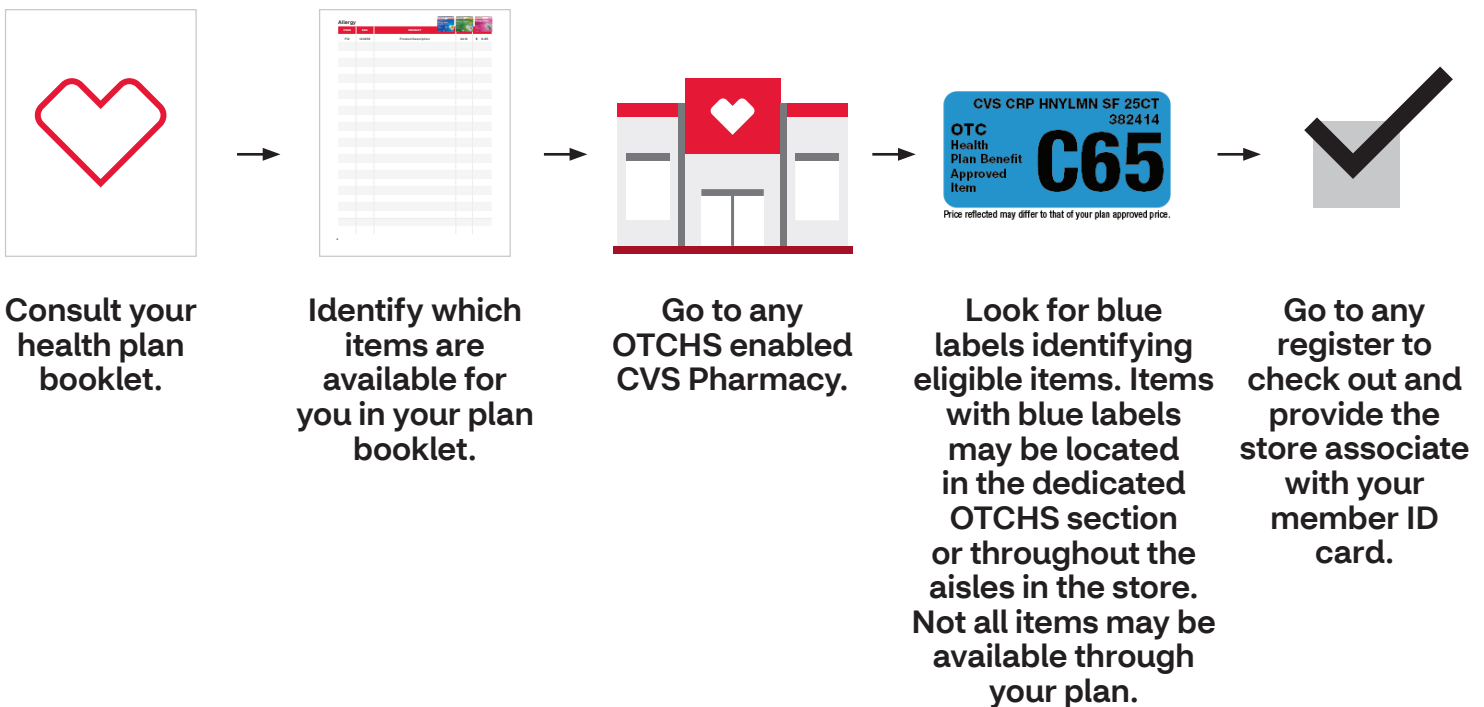 Allergy
CVS CRP HNYLMN SF 25CT
382414
OTC
Health
Plan Benefit
Approved
Item
C65
Price reflected may differ to that of your plan approved price.
Consult your
health plan
booklet.
Identify which
items are
available for
you in your plan
booklet.
Go to any
OTCHS enabled
CVS Pharmacy.
Look for blue
labels identifying
eligible items. Items
with blue labels
may be located
in the dedicated
OTCHS section
or throughout the
aisles in the store.
Not all items may be
available through
your plan.
Go to any
register to
check out and
provide the
store associate
with your
member ID
card.